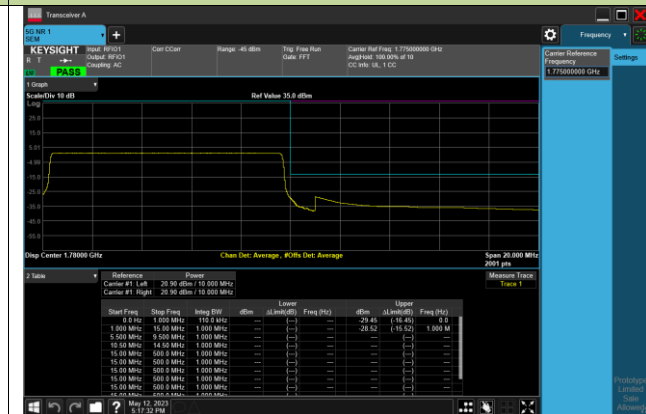 Transceiver A
5G NR 1
SEM
Frequency
KEYSIGHT
R T
PASS
Input: RFIO1
Output: RFIO1
Coupling: AC
Corr CCorr
Range: -45 dBm
Trig: Free Run
Gate: FFT
Carrier Ref Freq: 1.775000000 GHz
Avg|Hold: 100.00% of 10
CC Info: UL, 1 CC
Carrier Reference
Frequency
1.775000000 GHz
Settings
1 Graph
Scale/Div 10 dB
Ref Value 35.0 dBm
Log
25.0
15.0
5.01
-4.99
-15.0
-25.0
-35.0
-45.0
-55.0
Disp Center 1.78000 GHz
Chan Det: Average, #Offs Det: Average
Span 20.000 MHz
2001 pts
2 Table
Reference Power
Carrier #1: Left 20.90 dBm / 10.000 MHz
Carrier #1: Right 20.90 dBm / 10.000 MHz
Measure Trace
Trace 1
Lower Upper
Start Freq Stop Freq Integ BW dBm ΔLimit(dB) Freq (Hz) dBm ΔLimit(dB) Freq (Hz)
0.0 Hz 1.000 MHz 110.0 kHz --- (---) --- -29.45 (-16.45) 0.0
1.000 MHz 15.00 MHz 1.000 MHz --- (---) --- -28.52 (-15.52) 1.000 M
5.500 MHz 9.500 MHz 1.000 MHz --- (---) --- --- (---) ---
10.50 MHz 14.50 MHz 1.000 MHz --- (---) --- --- (---) ---
15.00 MHz 500.0 MHz 1.000 MHz --- (---) --- --- (---) ---
15.00 MHz 500.0 MHz 1.000 MHz --- (---) --- --- (---) ---
15.00 MHz 500.0 MHz 1.000 MHz --- (---) --- --- (---) ---
15.00 MHz 500.0 MHz 1.000 MHz --- (---) --- --- (---) ---
15.00 MHz 500.0 MHz 1.000 MHz --- (---) --- --- (---) ---
May 12, 2023
5:17:32 PM
Prototype
Limited
Sale
Allowed